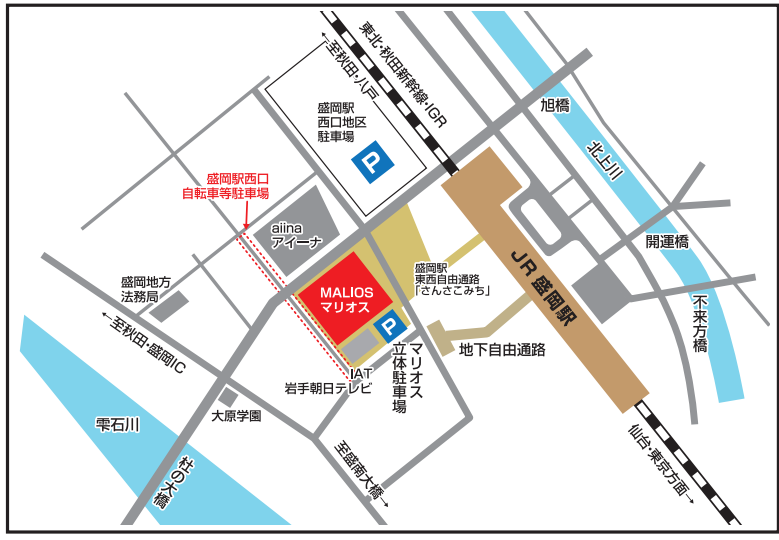 東北・秋田新幹線・IGR
←至秋田・八戸
盛岡駅
西口地区
駐車場
P
旭橋
北上川
盛岡駅西口
自転車等駐車場
aiina
アイーナ
開運橋
JR盛岡駅
盛岡駅
東西自由通路
「さんさこみち」
盛岡地方
法務局
MALIOS
マリオス
P
不来方橋
←至秋田・盛岡IC
マリオス
立体駐車場
地下自由通路
IAT
岩手朝日テレビ
大原学園
雫石川
杜の大橋
至盛南大橋→
仙台・東京方面→